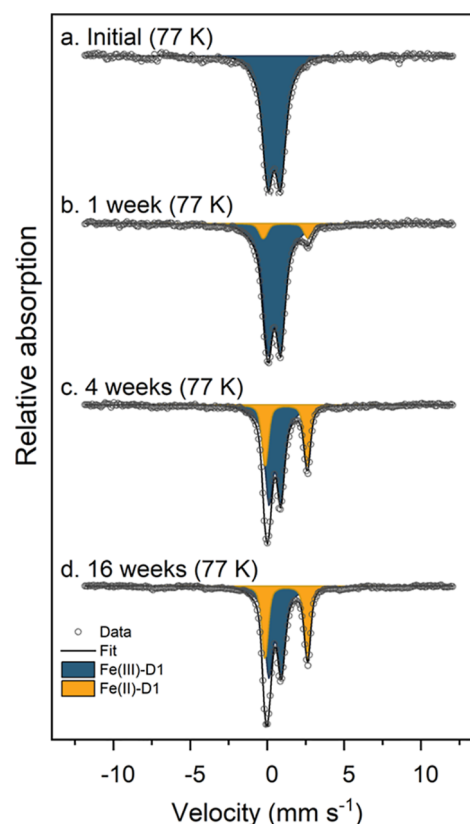 a. Initial (77 K)
b. 1 week (77 K)
c. 4 weeks (77 K)
d. 16 weeks (77 K)
Data
Fit
Fe(III)-D1
Fe(II)-D1
Relative absorption
-10 -5 0 5 10
Velocity (mm s⁻¹)